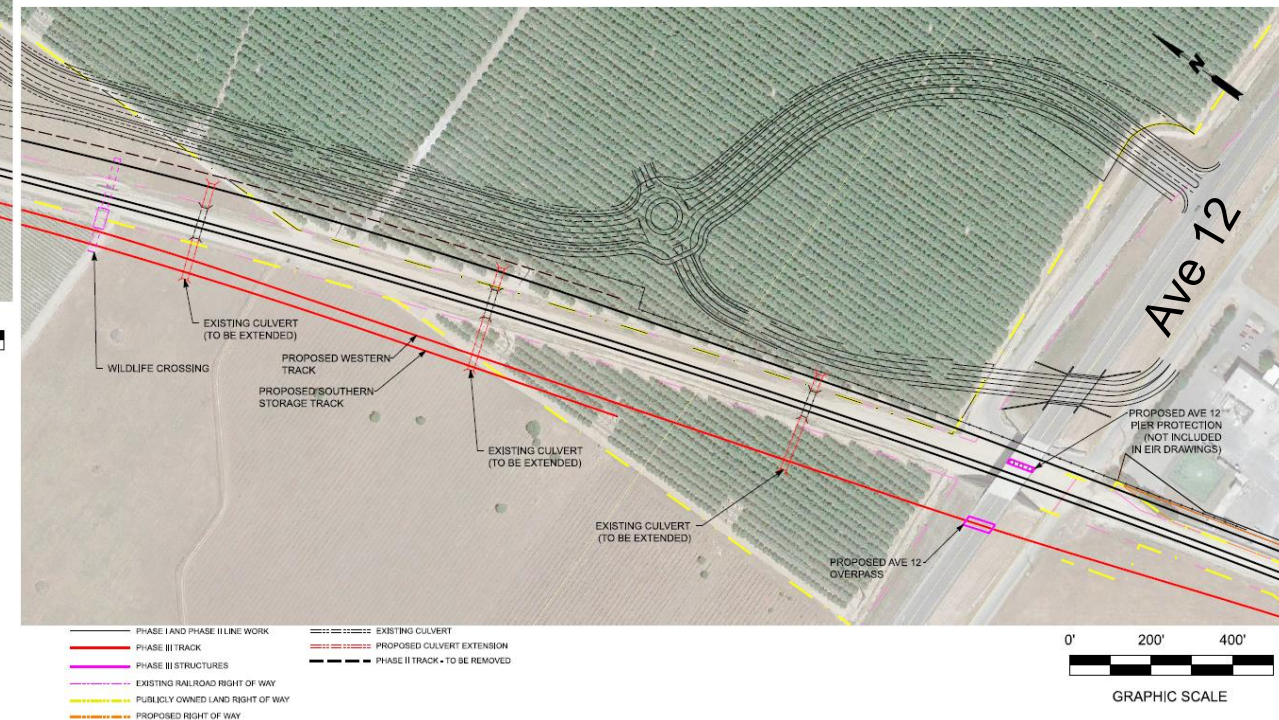 N
Ave 12
EXISTING CULVERT
(TO BE EXTENDED)
WILDLIFE CROSSING
PROPOSED WESTERN
TRACK
PROPOSED SOUTHERN
STORAGE TRACK
EXISTING CULVERT
(TO BE EXTENDED)
EXISTING CULVERT
(TO BE EXTENDED)
PROPOSED AVE 12
PIER PROTECTION
(NOT INCLUDED
IN EIR DRAWINGS)
PROPOSED AVE 12
OVERPASS
PHASE I AND PHASE II LINE WORK
PHASE III TRACK
PHASE III STRUCTURES
EXISTING RAILROAD RIGHT OF WAY
PUBLICLY OWNED LAND RIGHT OF WAY
PROPOSED RIGHT OF WAY
EXISTING CULVERT
PROPOSED CULVERT EXTENSION
PHASE II TRACK - TO BE REMOVED
0' 200' 400'
GRAPHIC SCALE